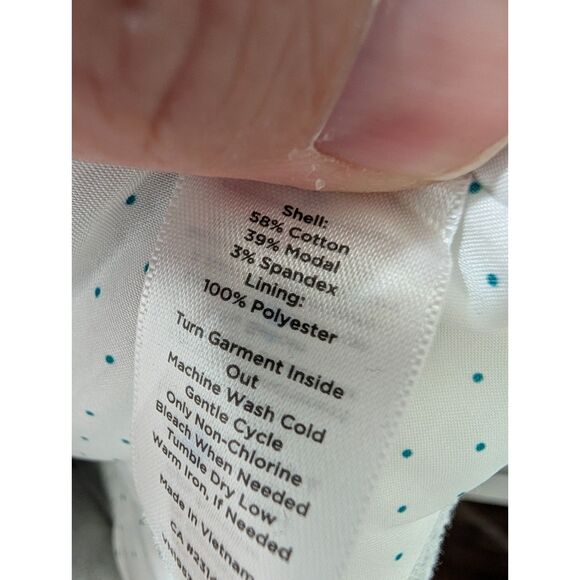 Shell:
58% Cotton
39% Modal
3% Spandex
Lining:
100% Polyester
Turn Garment Inside
Out
Machine Wash Cold
Gentle Cycle
Only Non-Chlorine
Bleach When Needed
Tumble Dry Low
Warm Iron, if Needed
Made in Vietnam
CA